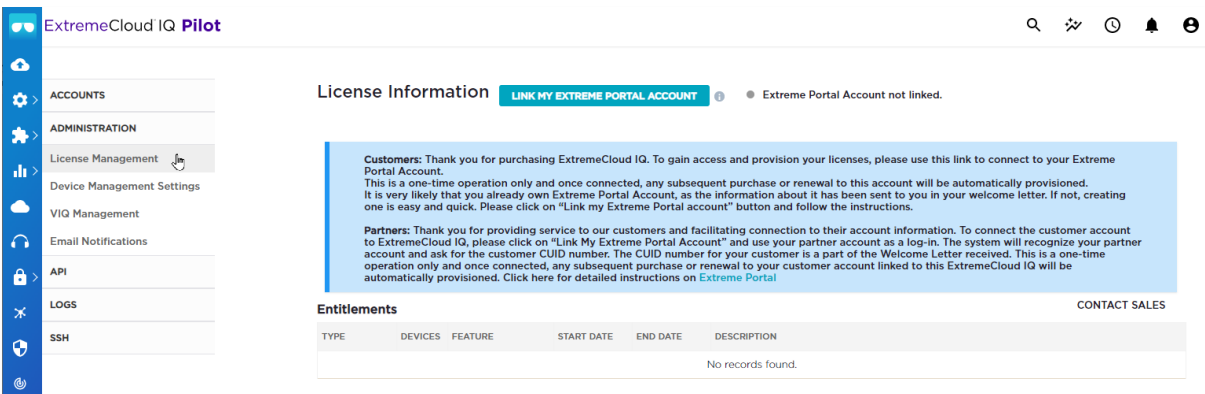 ExtremeCloud IQ Pilot
ACCOUNTS
ADMINISTRATION
License Management
Device Management Settings
VIQ Management
Email Notifications
API
LOGS
SSH
License Information
LINK MY EXTREME PORTAL ACCOUNT
Extreme Portal Account not linked.
Customers: Thank you for purchasing ExtremeCloud IQ. To gain access and provision your licenses, please use this link to connect to your Extreme
Portal Account.
This is a one-time operation only and once connected, any subsequent purchase or renewal to this account will be automatically provisioned.
It is very likely that you already own Extreme Portal Account, as the information about it has been sent to you in your welcome letter. If not, creating
one is easy and quick. Please click on "Link my Extreme Portal account" button and follow the instructions.
Partners: Thank you for providing service to our customers and facilitating connection to their account information. To connect the customer account
to ExtremeCloud IQ, please click on "Link My Extreme Portal Account" and use your partner account as a log-in. The system will recognize your partner
account and ask for the customer CUID number. The CUID number for your customer is a part of the Welcome Letter received. This is a one-time
operation only and once connected, any subsequent purchase or renewal to your customer account linked to this ExtremeCloud IQ will be
automatically provisioned. Click here for detailed instructions on Extreme Portal
Entitlements
CONTACT SALES
TYPE DEVICES FEATURE START DATE END DATE DESCRIPTION
No records found.